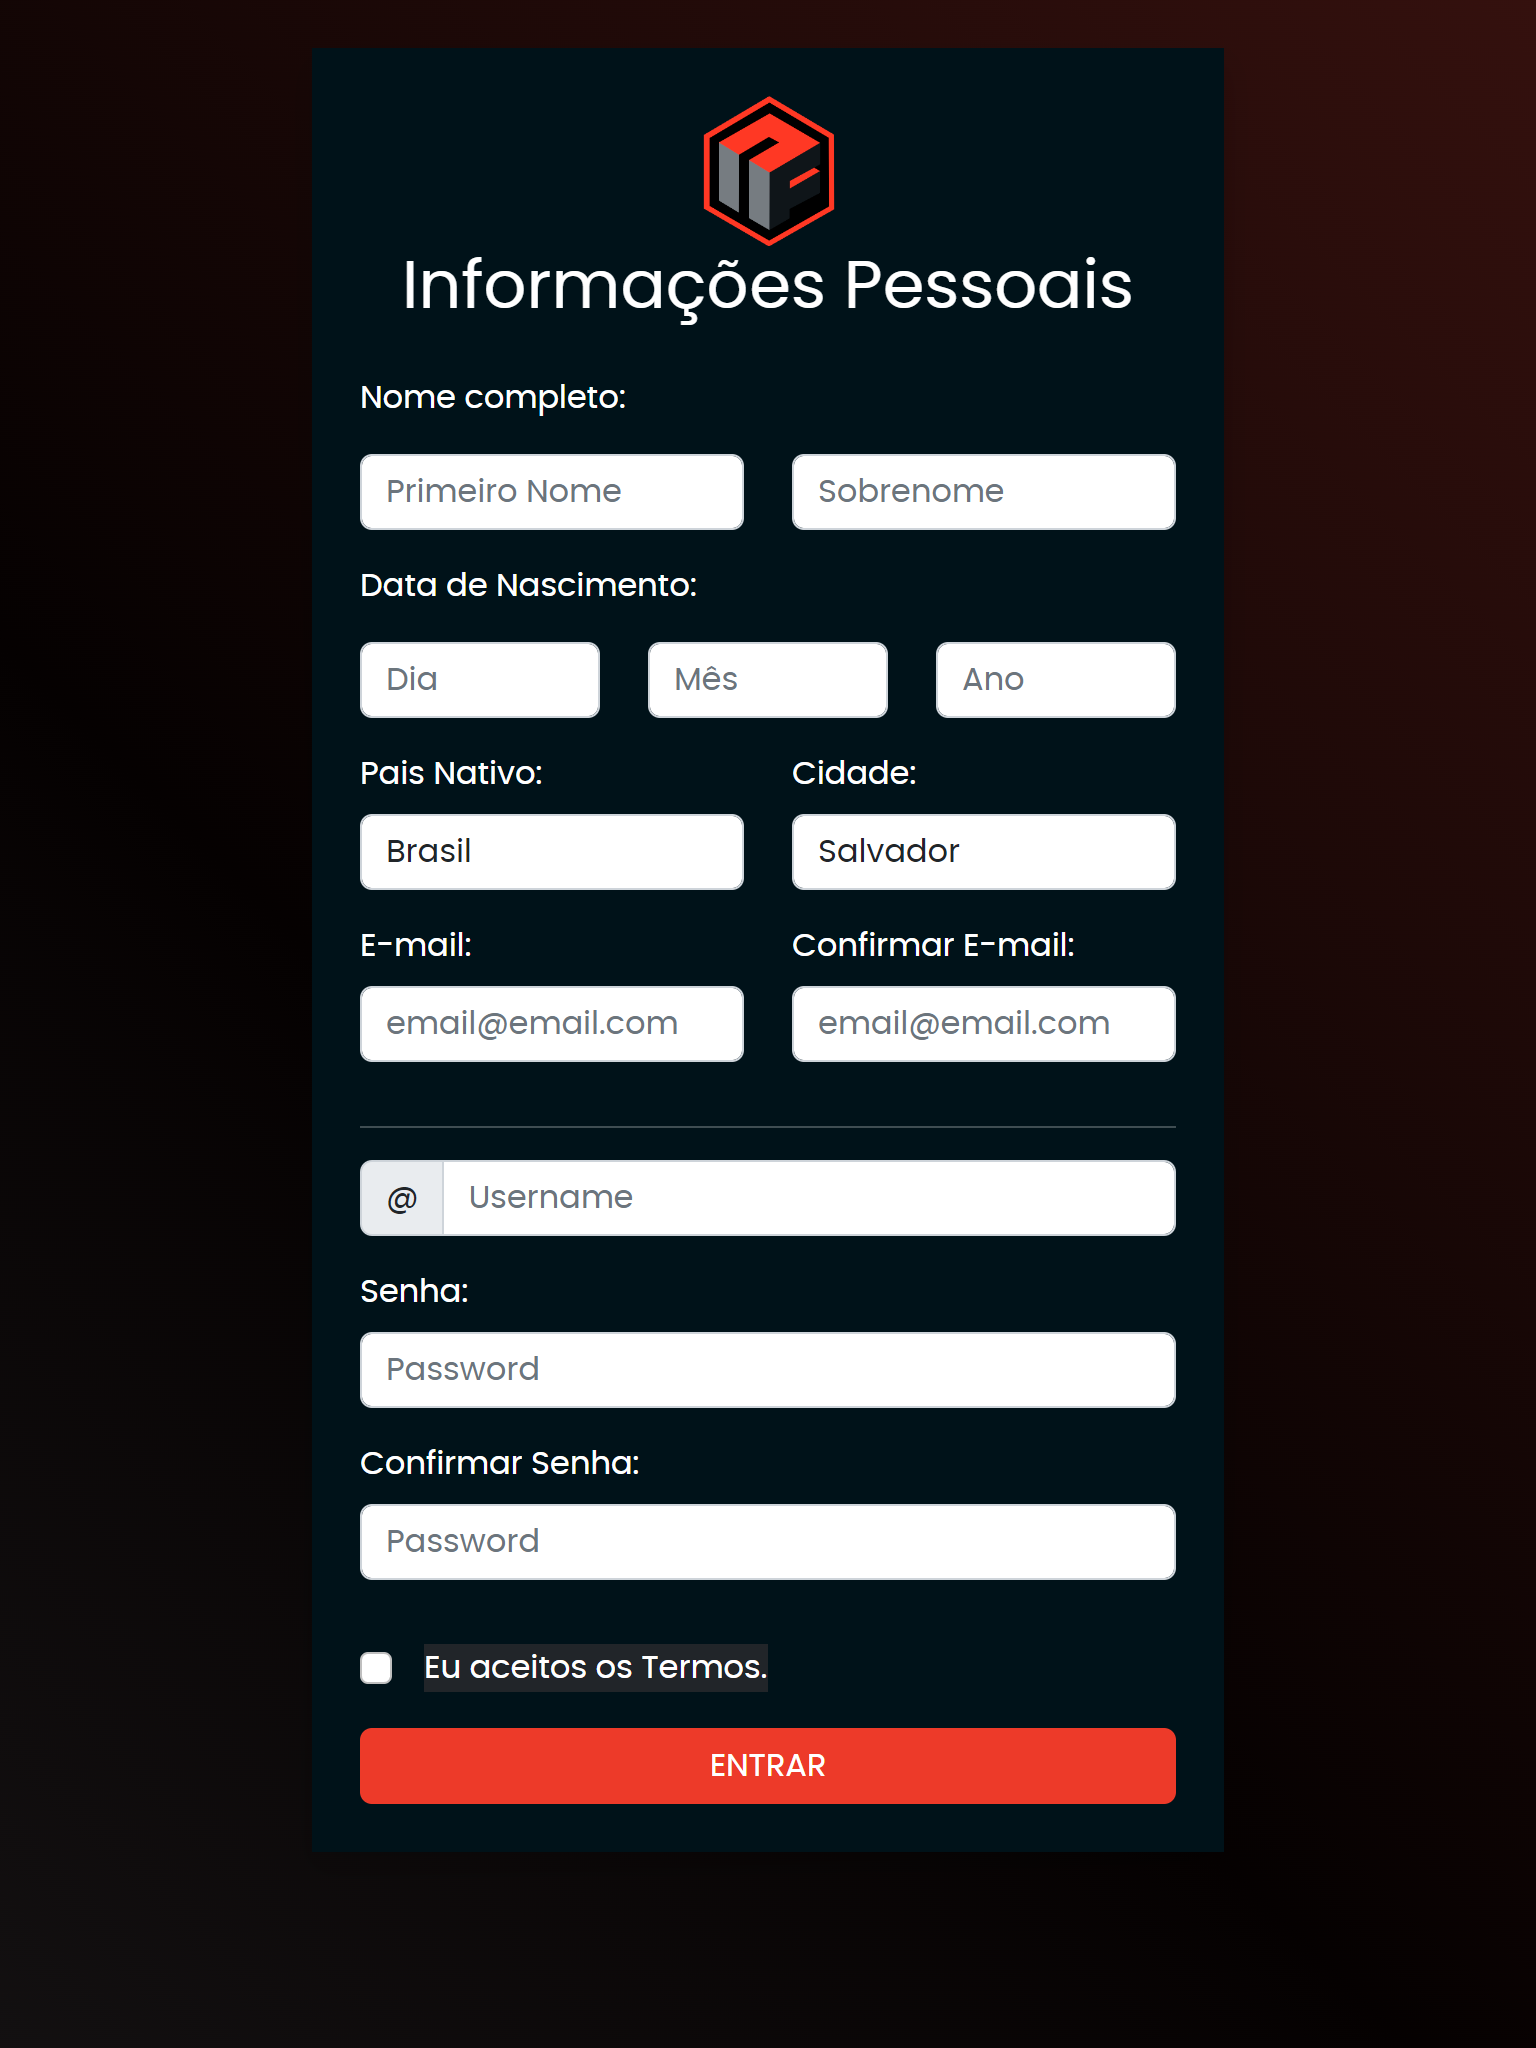 Informações Pessoais
Nome completo:
Primeiro Nome Sobrenome
Data de Nascimento:
Dia Mês Ano
Pais Nativo: Cidade:
Brasil Salvador
E-mail: Confirmar E-mail:
email@email.com email@email.com
@ Username
Senha:
Password
Confirmar Senha:
Password
Eu aceitos os Termos.
ENTRAR